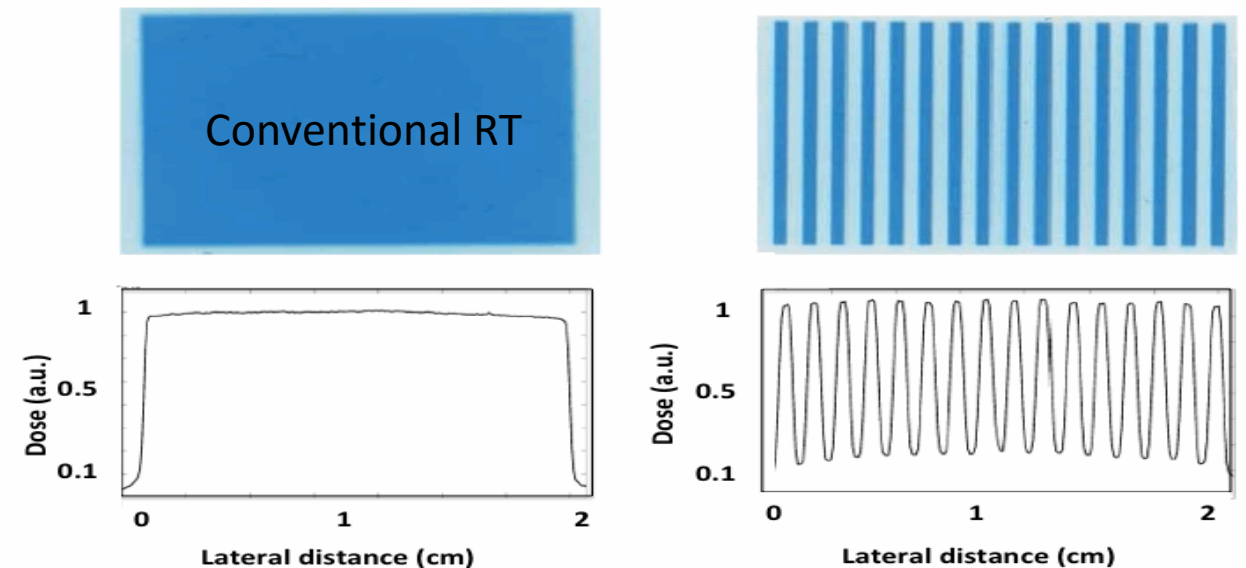 Conventional RT
Dose (a.u.)
1
0.5
0.1
0
1
2
Lateral distance (cm)
Dose (a.u.)
1
0.5
0.1
0
1
2
Lateral distance (cm)